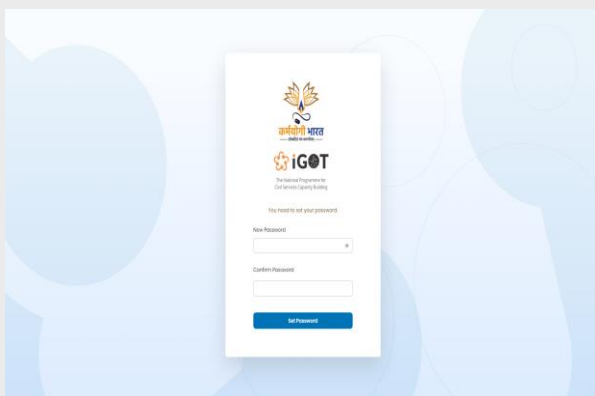 कर्मयोगी भारत
iGOT
The National Programme for
Civil Services Capacity Building
You need to set your password
New Password
Confirm Password
Set Password